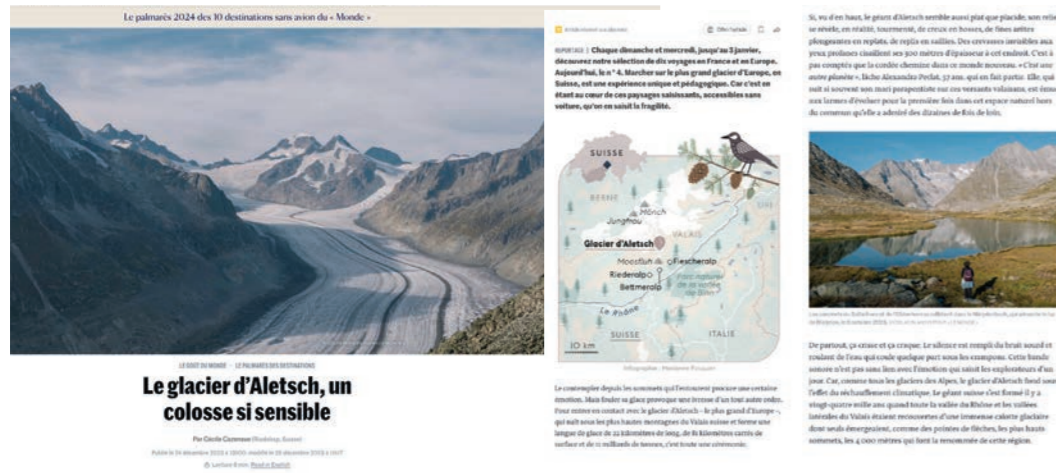 Le palmarès 2024 des 10 destinations sans avion du « Monde »
LE GOÛT DU MONDE
LE PALMARÈS DES DESTINATIONS
Le glacier d’Aletsch, un
colosse si sensible
Par Cécile Cazenave
Lecture 6 min. Read in English
REPORTAGE | Chaque dimanche et mercredi, jusqu’au 3 janvier,
découvrez notre sélection de dix voyages en France et en Europe.
Aujourd’hui, le n° 4. Marcher sur le plus grand glacier d’Europe, en
Suisse, est une expérience unique et pédagogique. Car c’est en
étant au cœur de ces paysages saisissants, accessibles sans
voiture, qu’on en saisit la fragilité.
SUISSE
BERNE
URI
Mönch
Jungfrau
VALAIS
Glacier d’Aletsch
Moosfluh
Fiescheralp
Riederalp
Bettmeralp
Parc naturel
de la vallée
de Binn
Le Rhône
SUISSE
ITALIE
10 km
Le contempler depuis les sommets qui l’entourent procure une certaine
émotion. Mais fouler sa glace provoque une ivresse d’un tout autre ordre.
Pour entrer en contact avec le glacier d’Aletsch – le plus grand d’Europe –,
qui naît sous les plus hautes montagnes du Valais suisse et forme une
langue de glace de 22 kilomètres de long, de 81 kilomètres carrés de
surface et de 11 milliards de tonnes, c’est toute une cérémonie.
Si, vu d’en haut, le géant d’Aletsch semble aussi plat que placide, son
se révèle, en réalité, tourmenté, de creux en bosses, de fines arêtes
plongeantes en replats, de replis en saillies. Des crevasses invisibles aux
yeux profanes cisaillent ses 900 mètres d’épaisseur à cet endroit. C’est à
pas comptés que la cordée chemine dans ce monde nouveau. « C’est une
autre planète », lâche Alexandra Perlat, 37 ans, qui en fait partie. Elle, qui
suit si souvent son mari parapentiste sur ces versants valaisans, est émue
aux larmes d’évoluer pour la première fois dans cet espace naturel hors
du commun qu’elle a admiré des dizaines de fois de loin.
De partout, ça crisse et ça craque. Le silence est rempli du bruit sourd et
roulant de l’eau qui coule quelque part sous les crampons. Cette bande
sonore n’est pas sans lien avec l’émotion qui saisit les explorateurs d’un
jour. Car, comme tous les glaciers des Alpes, le glacier d’Aletsch fond sous
l’effet du réchauffement climatique. Le géant suisse s’est formé il y a
vingt-quatre mille ans quand toute la vallée du Rhône et les vallées
latérales du Valais étaient recouvertes d’une immense calotte glaciaire
dont seuls émergeaient, comme des pointes de flèches, les plus hauts
sommets, les 4 000 mètres qui font la renommée de cette région.